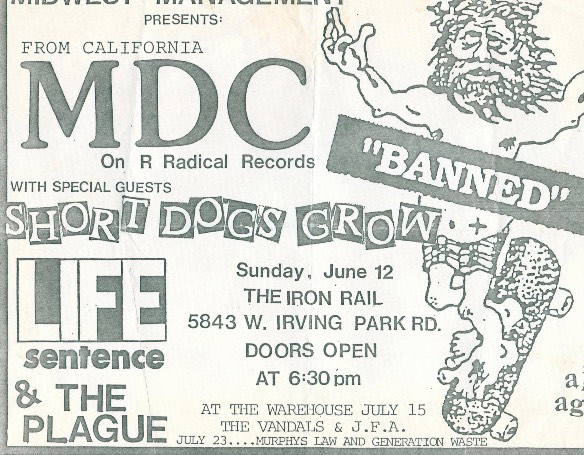 MIDWEST MANAGEMENT
PRESENTS:
FROM CALIFORNIA
MDC
On R Radical Records
WITH SPECIAL GUESTS
SHORT DOGS GROW
LIFE
sentence
& THE
PLAGUE
"BANNED"
Sunday, June 12
THE IRON RAIL
5843 W. IRVING PARK RD.
DOORS OPEN
AT 6:30 pm
AT THE WAREHOUSE JULY 15
THE VANDALS & J.F.A.
JULY 23....MURPHYS LAW AND GENERATION WASTE